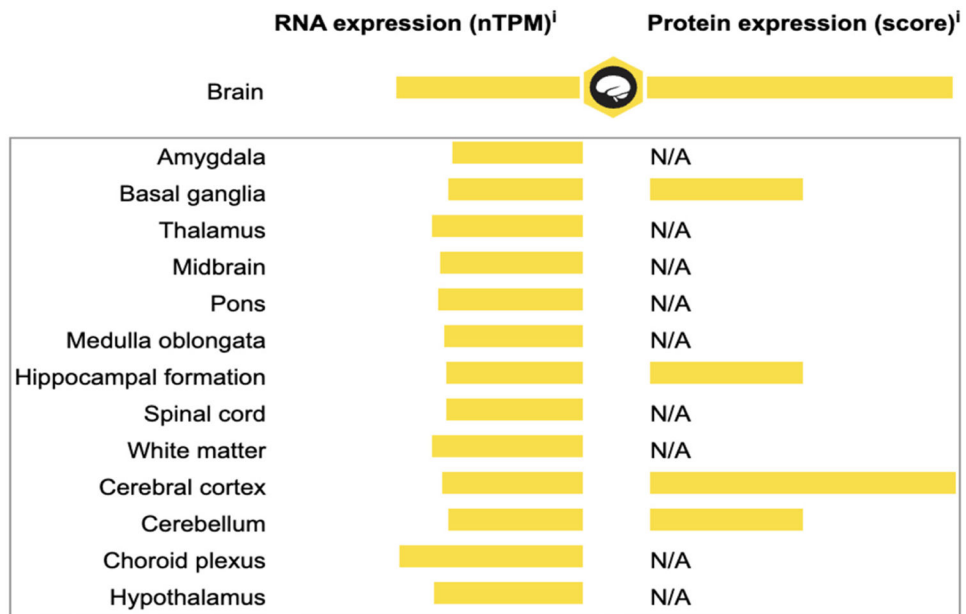 RNA expression (nTPM)i Protein expression (score)i
Brain
Amygdala N/A
Basal ganglia
Thalamus N/A
Midbrain N/A
Pons N/A
Medulla oblongata N/A
Hippocampal formation
Spinal cord N/A
White matter N/A
Cerebral cortex
Cerebellum
Choroid plexus N/A
Hypothalamus N/A